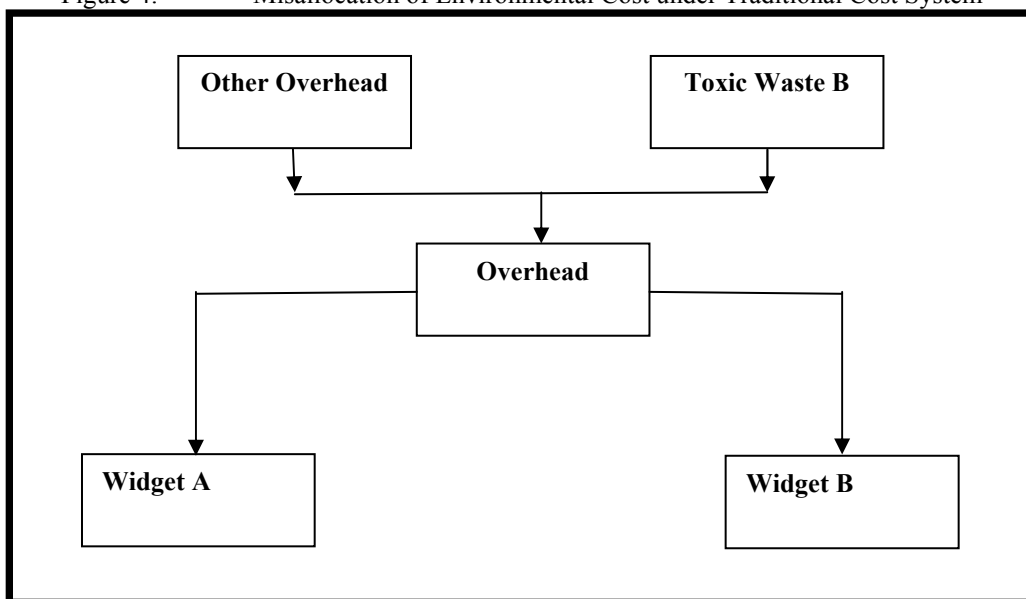 Figure 4. Misallocation of Environmental Cost under Traditional Cost System
Other Overhead
Toxic Waste B
Overhead
Widget A
Widget B